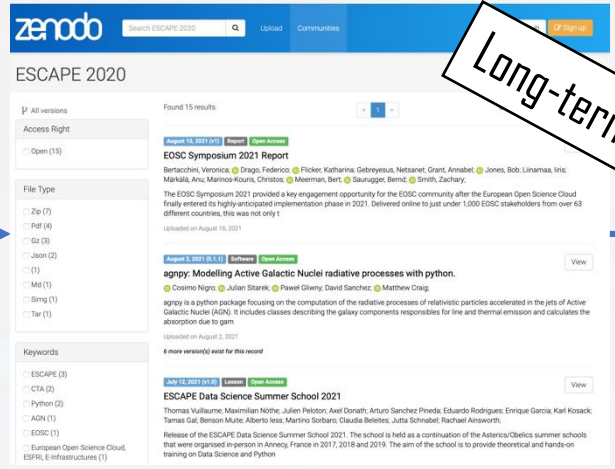 zenodo
Search ESCAPE 2020
Upload
Communities
Sign up
Long-term
ESCAPE 2020
All versions
Found 15 results.
1
Access Right
Open (15)
File Type
Zip (7)
Pdf (4)
Gz (3)
Json (2)
(1)
Md (1)
Simg (1)
Tar (1)
Keywords
ESCAPE (3)
CTA (2)
Python (2)
AGN (1)
EOSC (1)
European Open Science Cloud,
ESFRI, E-Infrastructures (1)
August 10, 2021 (v1) Report Open Access
EOSC Symposium 2021 Report
Bertacchini, Veronica; Drago, Federico; Flicker, Katharina; Gebreyesus, Netsanet; Grant, Annabel; Jones, Bob; Liinamaa, Iiris;
Märkälä, Anu; Marinos-Kouris, Christos; Meerman, Bert; Saurugger, Bernd; Smith, Zachary;
The EOSC Symposium 2021 provided a key engagement opportunity for the EOSC community after the European Open Science Cloud
finally entered its highly-anticipated implementation phase in 2021. Delivered online to just under 1,000 EOSC stakeholders from over 63
different countries, this was not only t
Uploaded on August 16, 2021
August 2, 2021 (0.1.1) Software Open Access
View
agnpy: Modelling Active Galactic Nuclei radiative processes with python.
Cosimo Nigro; Julian Sitarek; Paweł Gliwny; David Sanchez; Matthew Craig;
agnpy is a python package focusing on the computation of the radiative processes of relativistic particles accelerated in the jets of Active
Galactic Nuclei (AGN). It includes classes describing the galaxy components responsibles for line and thermal emission and calculates the
absorption due to gam
Uploaded on August 2, 2021
6 more version(s) exist for this record
July 12, 2021 (v1.0) Lesson Open Access
View
ESCAPE Data Science Summer School 2021
Thomas Vuillaume; Maximilian Nöthe; Julien Peloton; Axel Donath; Arturo Sanchez Pineda; Eduardo Rodrigues; Enrique Garcia; Karl Kosack;
Tamas Gal; Benson Muite; Alberto Iess; Martino Sorbaro; Claudia Beleites; Jutta Schnabel; Rachael Ainsworth;
Release of the ESCAPE Data Science Summer School 2021. The school is held as a continuation of the Asterics/Obelics summer schools
that were organised in-person in Annecy, France in 2017, 2018 and 2019. The aim of the school is to provide theoretical and hands-on
training on Data Science and Python